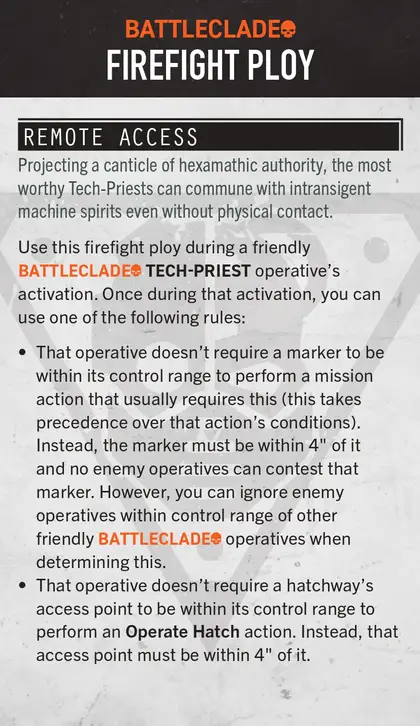 BATTLECLADE
FIREFIGHT PLOY
REMOTE ACCESS
Projecting a canticle of hexamathic authority, the most
worthy Tech-Priests can commune with intransigent
machine spirits even without physical contact.
Use this firefight ploy during a friendly
BATTLECLADE TECH-PRIEST operative’s
activation. Once during that activation, you can
use one of the following rules:
• That operative doesn’t require a marker to be
within its control range to perform a mission
action that usually requires this (this takes
precedence over that action’s conditions).
Instead, the marker must be within 4" of it
and no enemy operatives can contest that
marker. However, you can ignore enemy
operatives within control range of other
friendly BATTLECLADE operatives when
determining this.
• That operative doesn’t require a hatchway’s
access point to be within its control range to
perform an Operate Hatch action. Instead, that
access point must be within 4" of it.